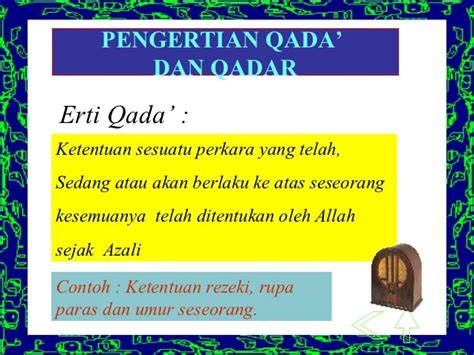 PENGERTIAN QADA’
DAN QADAR
Erti Qada’ :
Ketentuan sesuatu perkara yang telah,
Sedang atau akan berlaku ke atas seseorang
kesemuanya telah ditentukan oleh Allah
sejak Azali
Contoh : Ketentuan rezeki, rupa
paras dan umur seseorang.